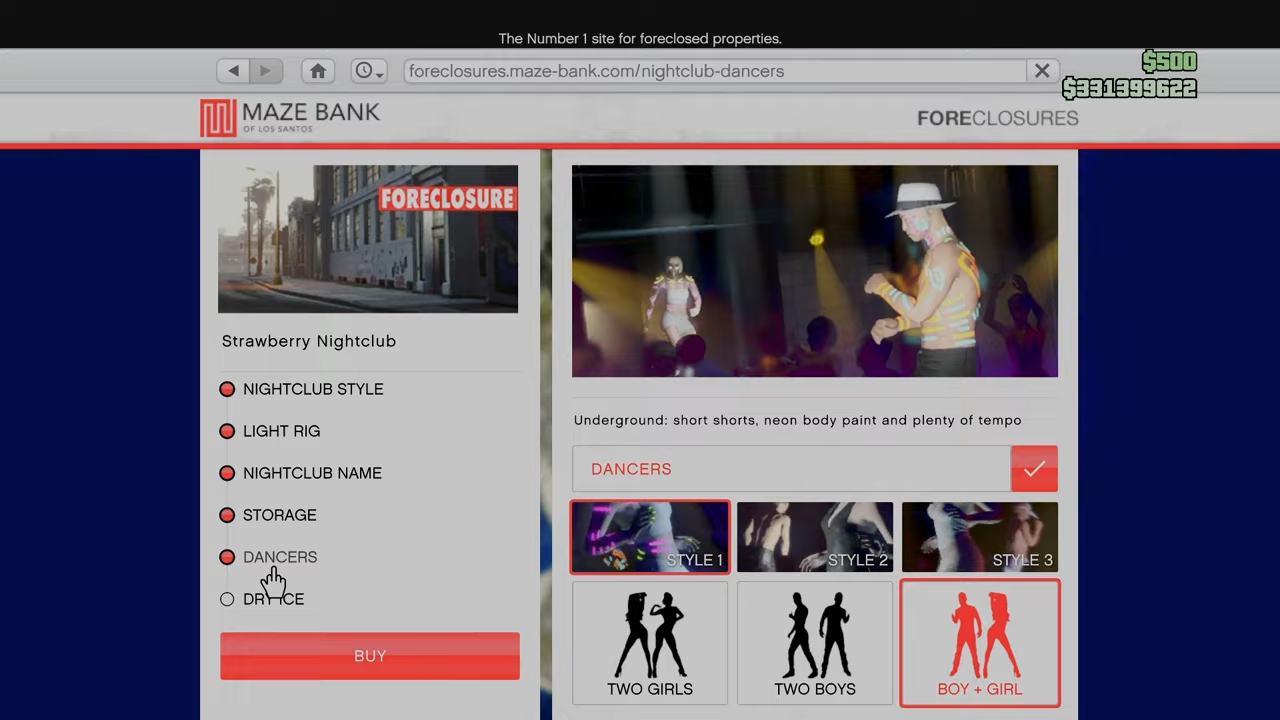 The Number 1 site for foreclosed properties.
foreclosures.maze-bank.com/nightclub-dancers
$500
$331399622
MAZE BANK
OF LOS SANTOS
FORECLOSURES
FORECLOSURE
Strawberry Nightclub
NIGHTCLUB STYLE
LIGHT RIG
NIGHTCLUB NAME
STORAGE
DANCERS
DRY ICE
BUY
Underground: short shorts, neon body paint and plenty of tempo
DANCERS
STYLE 1
STYLE 2
STYLE 3
TWO GIRLS
TWO BOYS
BOY + GIRL